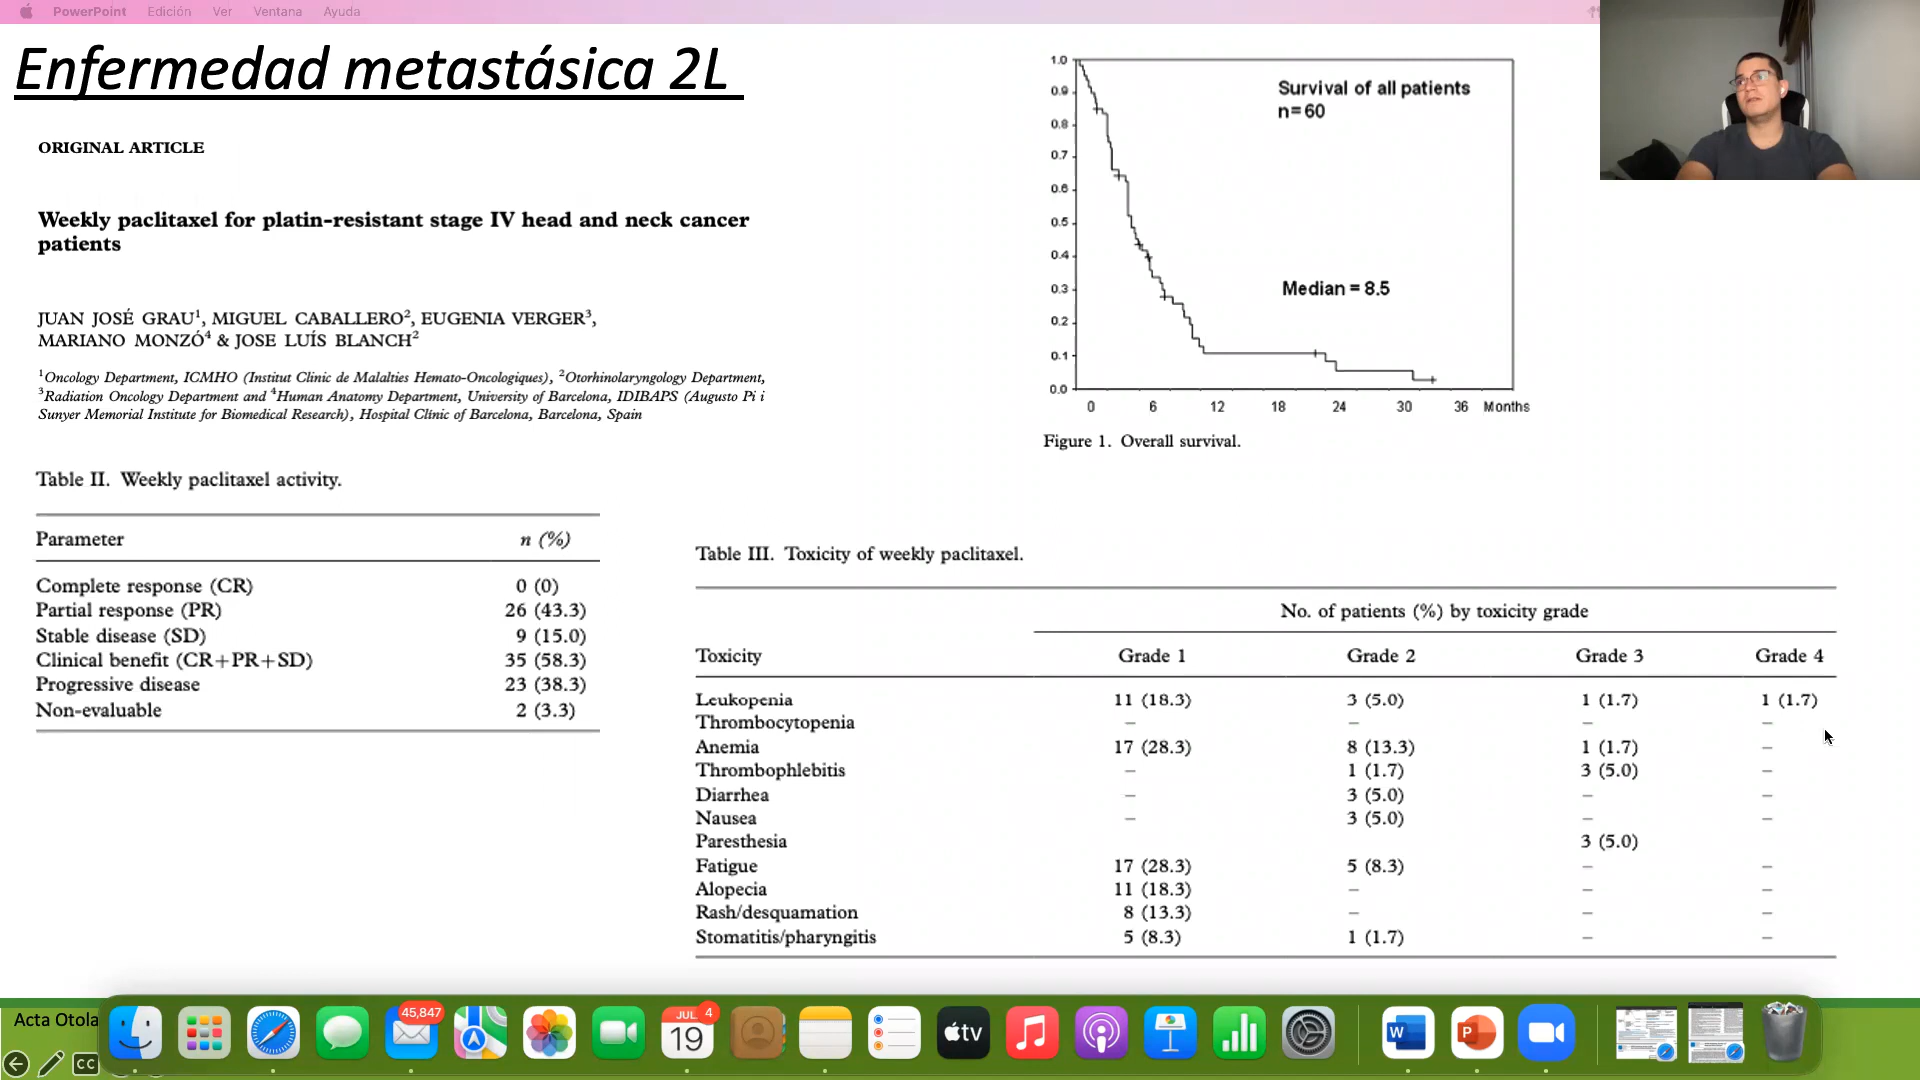 PowerPoint Edición Ver Ventana Ayuda
Enfermedad metastásica 2L
ORIGINAL ARTICLE
Weekly paclitaxel for platin-resistant stage IV head and neck cancer
patients
JUAN JOSÉ GRAU¹, MIGUEL CABALLERO², EUGENIA VERGER³,
MARIANO MONZÓ⁴ & JOSE LUÍS BLANCH²
¹Oncology Department, ICMHO (Institut Clínic de Malalties Hemato-Oncologiques), ²Otorhinolaryngology Department,
³Radiation Oncology Department and ⁴Human Anatomy Department, University of Barcelona, IDIBAPS (Augusto Pi i
Sunyer Memorial Institute for Biomedical Research), Hospital Clínic of Barcelona, Barcelona, Spain
1.0
0.9
0.8
0.7
0.6
0.5
0.4
0.3
0.2
0.1
0.0
Survival of all patients
n=60
Median = 8.5
0 6 12 18 24 30 36 Months
Figure 1. Overall survival.
Table II. Weekly paclitaxel activity.
Parameter n (%)
Complete response (CR) 0 (0)
Partial response (PR) 26 (43.3)
Stable disease (SD) 9 (15.0)
Clinical benefit (CR+PR+SD) 35 (58.3)
Progressive disease 23 (38.3)
Non-evaluable 2 (3.3)
Table III. Toxicity of weekly paclitaxel.
No. of patients (%) by toxicity grade
Toxicity Grade 1 Grade 2 Grade 3 Grade 4
Leukopenia 11 (18.3) 3 (5.0) 1 (1.7) 1 (1.7)
Thrombocytopenia – – – –
Anemia 17 (28.3) 8 (13.3) 1 (1.7) –
Thrombophlebitis – 1 (1.7) 3 (5.0) –
Diarrhea – 3 (5.0) – –
Nausea – 3 (5.0) – –
Paresthesia 3 (5.0)
Fatigue 17 (28.3) 5 (8.3) – –
Alopecia 11 (18.3) – – –
Rash/desquamation 8 (13.3) – – –
Stomatitis/pharyngitis 5 (8.3) 1 (1.7) – –
Acta Otola
45,847
JUL 4
19
tv
W
P
CC